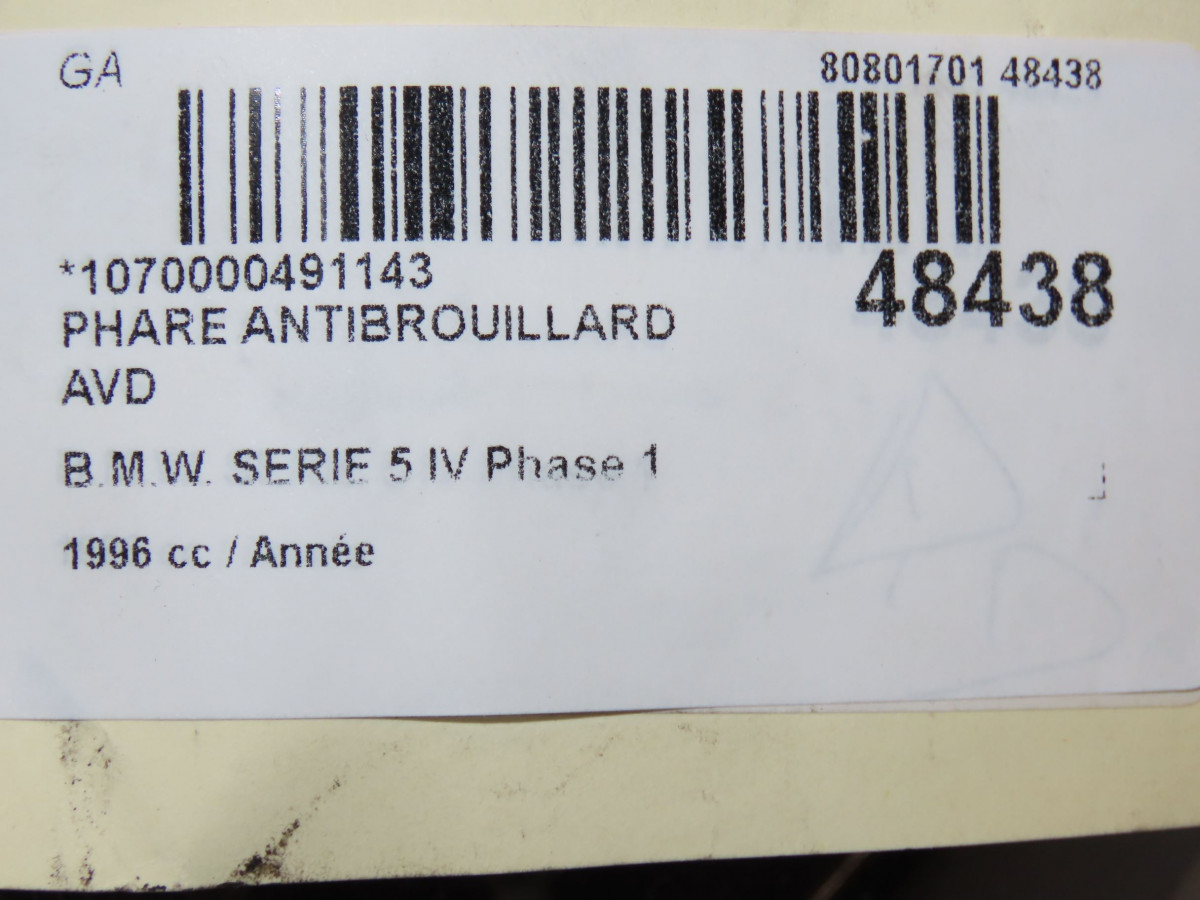 GA
80801701 48438
*1070000491143
48438
PHARE ANTIBROUILLARD
AVD
B.M.W. SERIE 5 IV Phase 1
1996 cc / Année